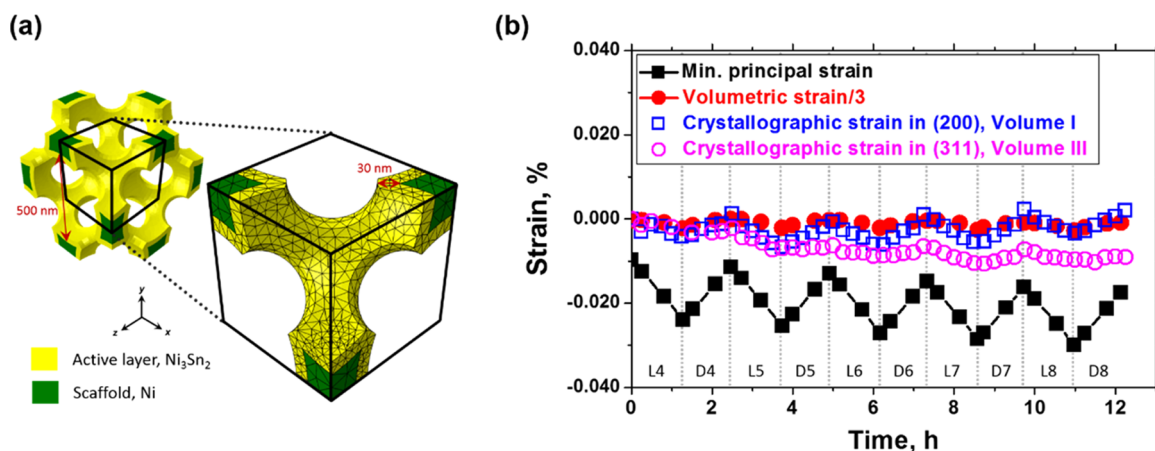 (a)
500 nm
30 nm
y
z
x
Active layer, Ni₃Sn₂
Scaffold, Ni
(b)
Min. principal strain
Volumetric strain/3
Crystallographic strain in (200), Volume I
Crystallographic strain in (311), Volume III
Strain, %
0.040
0.020
0.000
-0.020
-0.040
L4 D4 L5 D5 L6 D6 L7 D7 L8 D8
0 2 4 6 8 10 12
Time, h